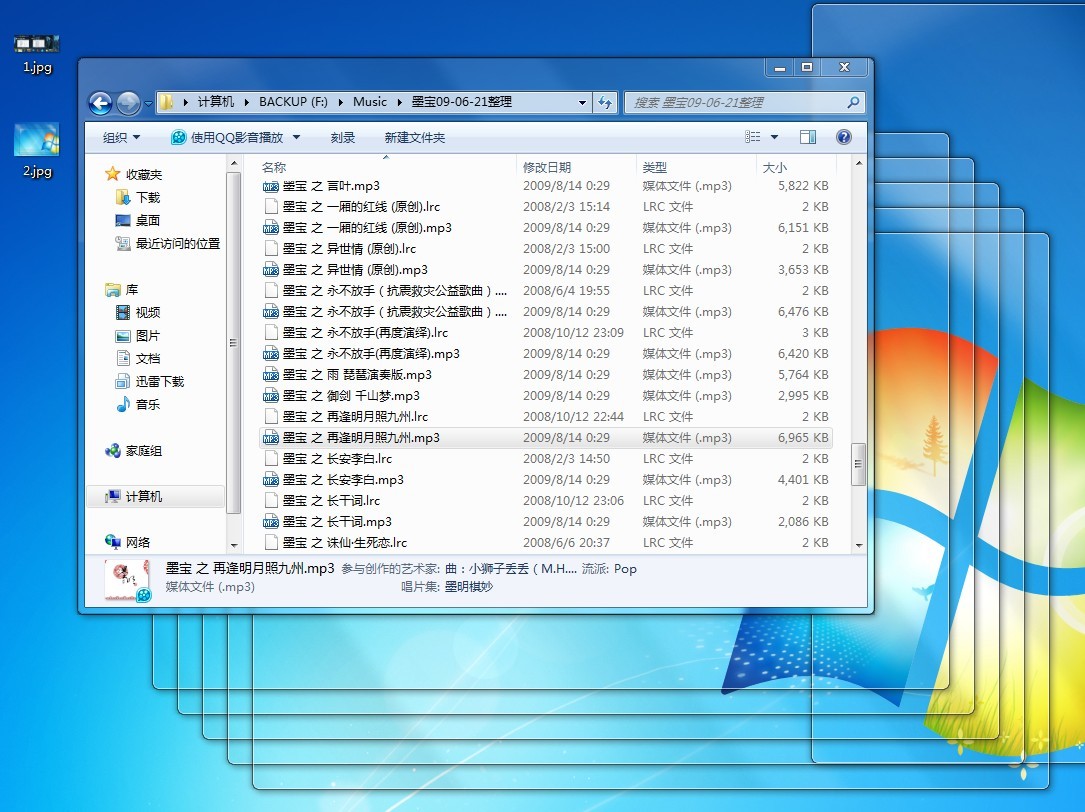 1.jpg
2.jpg
计算机 BACKUP (F:) Music 墨宝09-06-21整理
搜索 墨宝09-06-21整理
组织 使用QQ影音播放 刻录 新建文件夹
收藏夹
下载
桌面
最近访问的位置
库
视频
图片
文档
迅雷下载
音乐
家庭组
计算机
网络
名称 修改日期 类型 大小
墨宝 之 言叶.mp3 2009/8/14 0:29 媒体文件 (.mp3) 5,822 KB
墨宝 之 一厢的红线 (原创).lrc 2008/2/3 15:14 LRC 文件 2 KB
墨宝 之 一厢的红线 (原创).mp3 2009/8/14 0:29 媒体文件 (.mp3) 6,151 KB
墨宝 之 异世情 (原创).lrc 2008/2/3 15:00 LRC 文件 2 KB
墨宝 之 异世情 (原创).mp3 2009/8/14 0:29 媒体文件 (.mp3) 3,653 KB
墨宝 之 永不放手（抗震救灾公益歌曲）.... 2008/6/4 19:55 LRC 文件 2 KB
墨宝 之 永不放手（抗震救灾公益歌曲）.... 2009/8/14 0:29 媒体文件 (.mp3) 6,476 KB
墨宝 之 永不放手(再度演绎).lrc 2008/10/12 23:09 LRC 文件 3 KB
墨宝 之 永不放手(再度演绎).mp3 2009/8/14 0:29 媒体文件 (.mp3) 6,420 KB
墨宝 之 雨 琵琶演奏版.mp3 2009/8/14 0:29 媒体文件 (.mp3) 5,764 KB
墨宝 之 御剑 千山梦.mp3 2009/8/14 0:29 媒体文件 (.mp3) 2,995 KB
墨宝 之 再逢明月照九州.lrc 2008/10/12 22:44 LRC 文件 2 KB
墨宝 之 再逢明月照九州.mp3 2009/8/14 0:29 媒体文件 (.mp3) 6,965 KB
墨宝 之 长安李白.lrc 2008/2/3 14:50 LRC 文件 2 KB
墨宝 之 长安李白.mp3 2009/8/14 0:29 媒体文件 (.mp3) 4,401 KB
墨宝 之 长干词.lrc 2008/10/12 23:06 LRC 文件 2 KB
墨宝 之 长干词.mp3 2009/8/14 0:29 媒体文件 (.mp3) 2,086 KB
墨宝 之 诛仙·生死恋.lrc 2008/6/6 20:37 LRC 文件 2 KB
墨宝 之 再逢明月照九州.mp3 参与创作的艺术家: 曲：小狮子丢丢（M.H.... 流派: Pop
媒体文件 (.mp3) 唱片集: 墨明棋妙